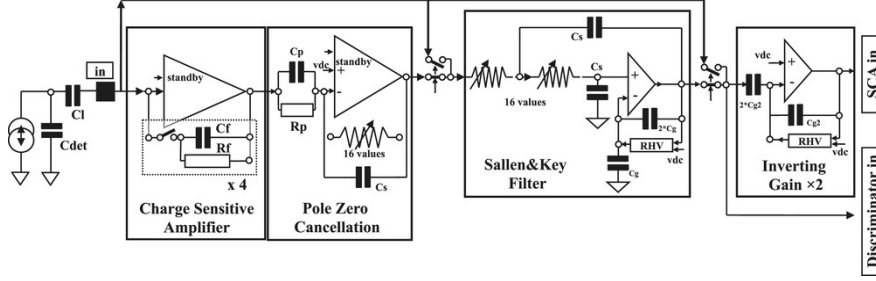 in
Cl
Cdet
standby
Cf
Rf
x 4
Charge Sensitive
Amplifier
Cp
Rp
vdc
standby
+
-
16 values
Cs
Pole Zero
Cancellation
Cs
16 values
Cs
+
-
2*Cg
RHV
vdc
Cg
Sallen&Key
Filter
vdc
+
-
2*Cg2
Cg2
RHV
vdc
Inverting
Gain ×2
SCA in
Discriminator in